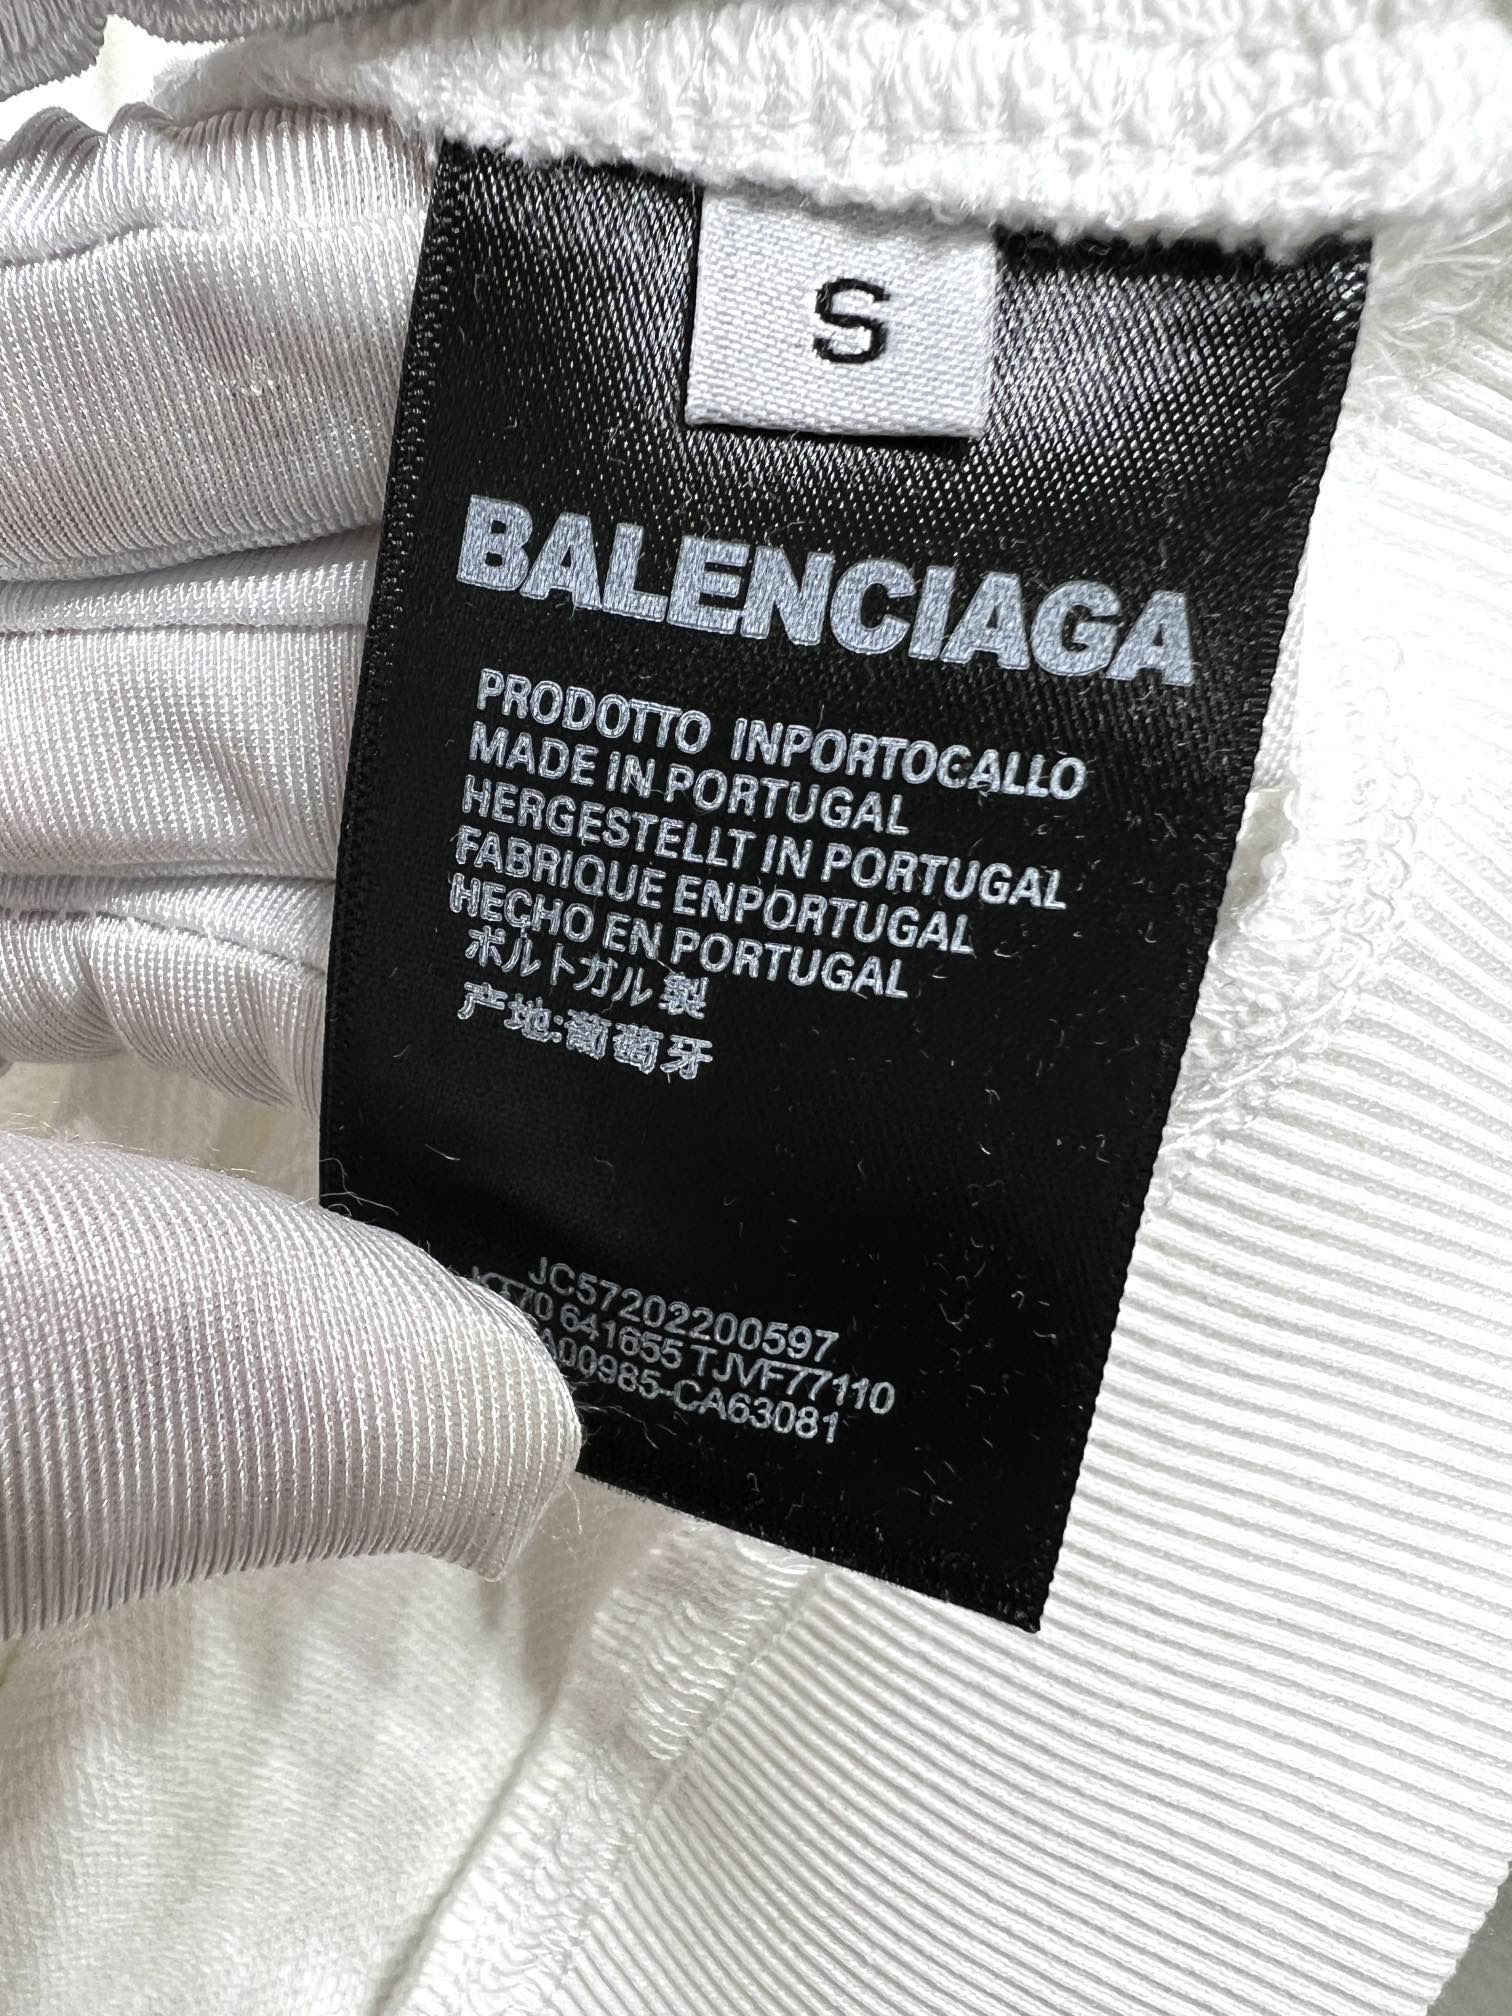 S
BALENCIAGA
PRODOTTO INPORTOCALLO
MADE IN PORTUGAL
HERGESTELLT IN PORTUGAL
FABRIQUE ENPORTUGAL
HECHO EN PORTUGAL
ポルトガル製
产地:葡萄牙
JC57202200597
641655 TJVF77110